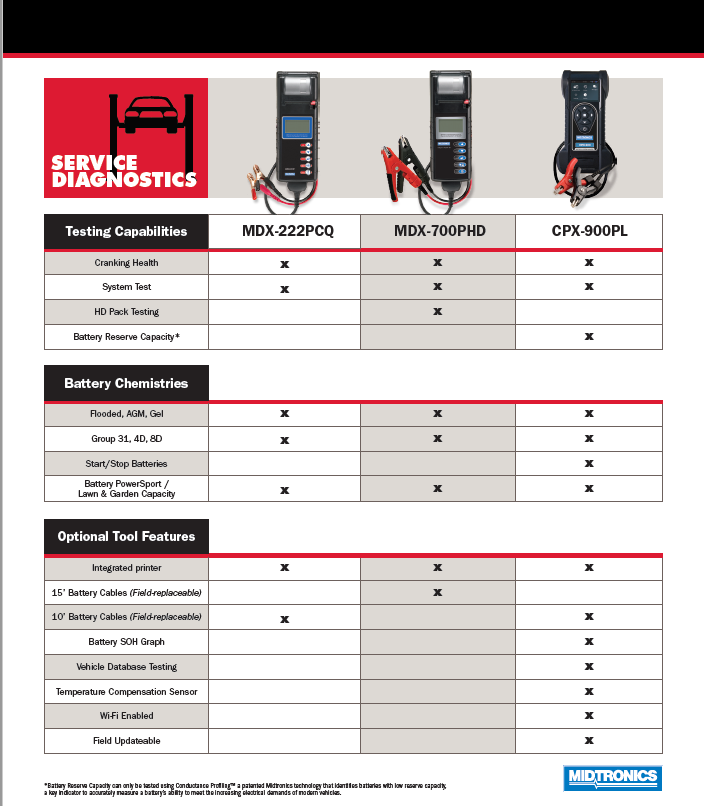 SERVICE
DIAGNOSTICS
Testing Capabilities MDX-222PCQ MDX-700PHD CPX-900PL
Cranking Health X X X
System Test X X X
HD Pack Testing X
Battery Reserve Capacity* X
Battery Chemistries
Flooded, AGM, Gel X X X
Group 31, 4D, 8D X X X
Start/Stop Batteries X
Battery PowerSport /
Lawn & Garden Capacity X X X
Optional Tool Features
Integrated printer X X X
15' Battery Cables (Field-replaceable) X
10' Battery Cables (Field-replaceable) X X
Battery SOH Graph X
Vehicle Database Testing X
Temperature Compensation Sensor X
Wi-Fi Enabled X
Field Updateable X
MIDTRONICS
*Battery Reserve Capacity can only be tested using Conductance Profiling™ a patented Midtronics technology that identifies batteries with low reserve capacity,
a key indicator to accurately measure a battery's ability to meet the increasing electrical demands of modern vehicles.